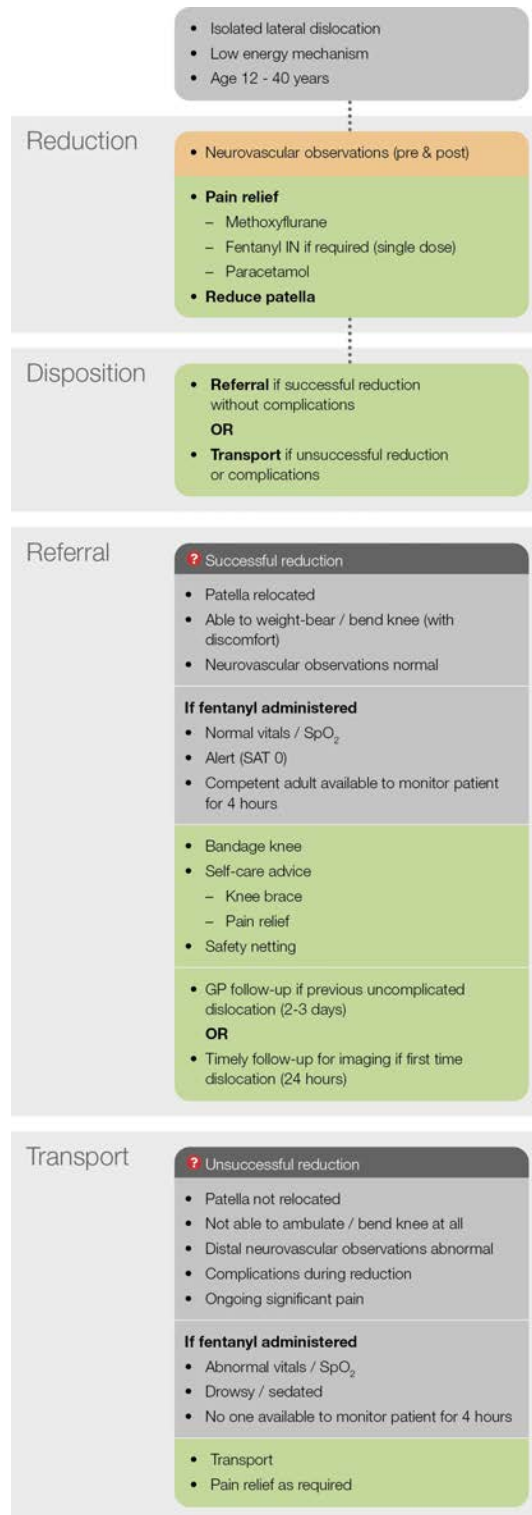 • Isolated lateral dislocation
• Low energy mechanism
• Age 12 - 40 years
Reduction
• Neurovascular observations (pre & post)
• Pain relief
– Methoxyflurane
– Fentanyl IN if required (single dose)
– Paracetamol
• Reduce patella
Disposition
• Referral if successful reduction
without complications
OR
• Transport if unsuccessful reduction
or complications
Referral
? Successful reduction
• Patella relocated
• Able to weight-bear / bend knee (with
discomfort)
• Neurovascular observations normal
If fentanyl administered
• Normal vitals / SpO₂
• Alert (SAT 0)
• Competent adult available to monitor patient
for 4 hours
• Bandage knee
• Self-care advice
– Knee brace
– Pain relief
• Safety netting
• GP follow-up if previous uncomplicated
dislocation (2-3 days)
OR
• Timely follow-up for imaging if first time
dislocation (24 hours)
Transport
? Unsuccessful reduction
• Patella not relocated
• Not able to ambulate / bend knee at all
• Distal neurovascular observations abnormal
• Complications during reduction
• Ongoing significant pain
If fentanyl administered
• Abnormal vitals / SpO₂
• Drowsy / sedated
• No one available to monitor patient for 4 hours
• Transport
• Pain relief as required